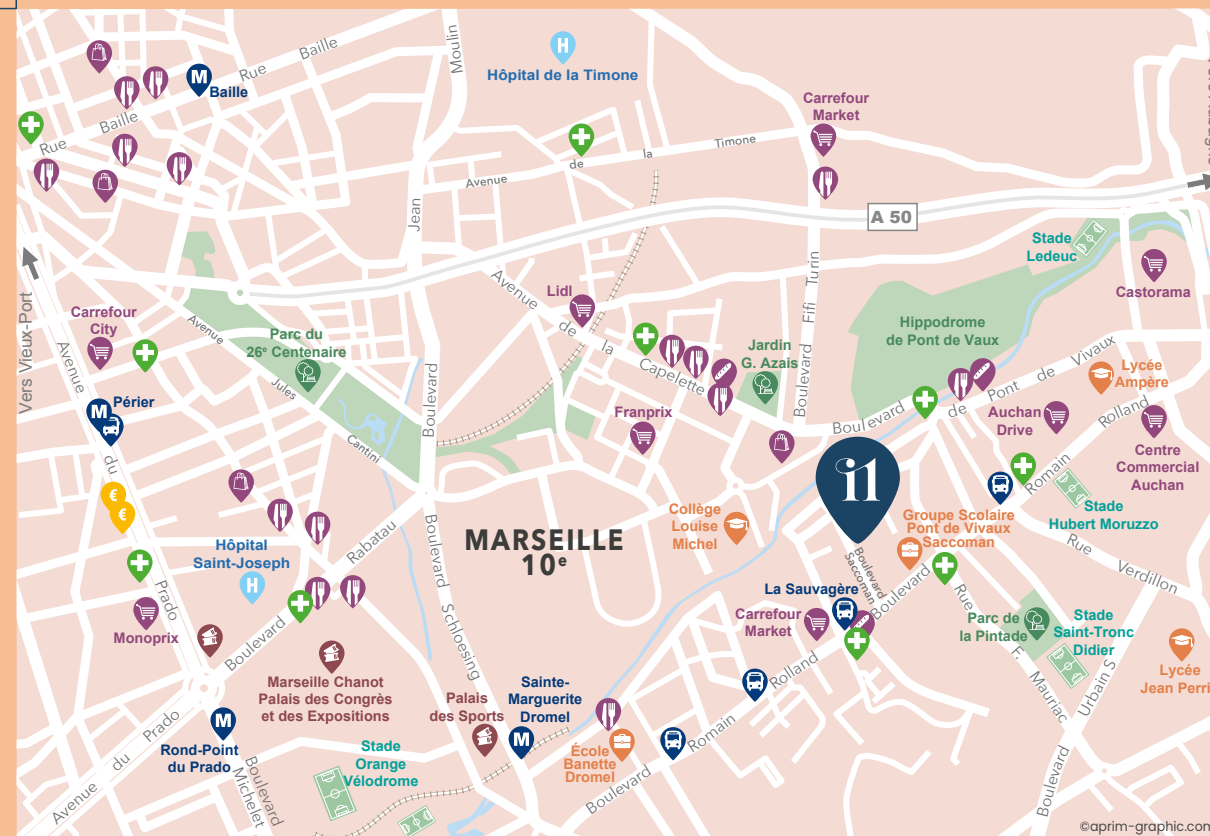 Rue Baille
M
Baille
Rue Baille
Moulin
Jean
H
Hôpital de la Timone
Carrefour
Market
Avenue de la Timone
A 50
Stade
Ledeuc
Castorama
Vers Vieux-Port
Carrefour
City
Avenue
Jules
Cantini
Parc du
26e Centenaire
Boulevard
Lidl
Avenue de la Capelette
Jardin
G. Azais
Boulevard Fifi Turin
Hippodrome
de Pont de Vaux
Boulevard de Pont de Vivaux
Lycée
Ampère
M
Périer
Avenue du Prado
€
€
Franprix
Auchan
Drive
Romain Rolland
Centre
Commercial
Auchan
i1
Collège
Louise
Michel
Stade
Hubert Moruzzo
Groupe Scolaire
Pont de Vivaux
Saccoman
MARSEILLE
10e
Hôpital
Saint-Joseph
H
Boulevard Rabatau
Boulevard Schloesing
Boulevard
Saccoman
Rue Verdillon
La Sauvagère
Carrefour
Market
Parc de
la Pintade
Stade
Saint-Tronc
Didier
Lycée
Jean Perri
Monoprix
Marseille Chanot
Palais des Congrès
et des Expositions
Palais
des Sports
Sainte-
Marguerite
Dromel
M
Boulevard Romain Rolland Boulevard
Rue F. Mauriac
Boulevard Urbain S
M
Rond-Point
du Prado
Boulevard
Michelet
Avenue du Prado
Stade
Orange
Vélodrome
École
Banette
Dromel
©aprim-graphic.com